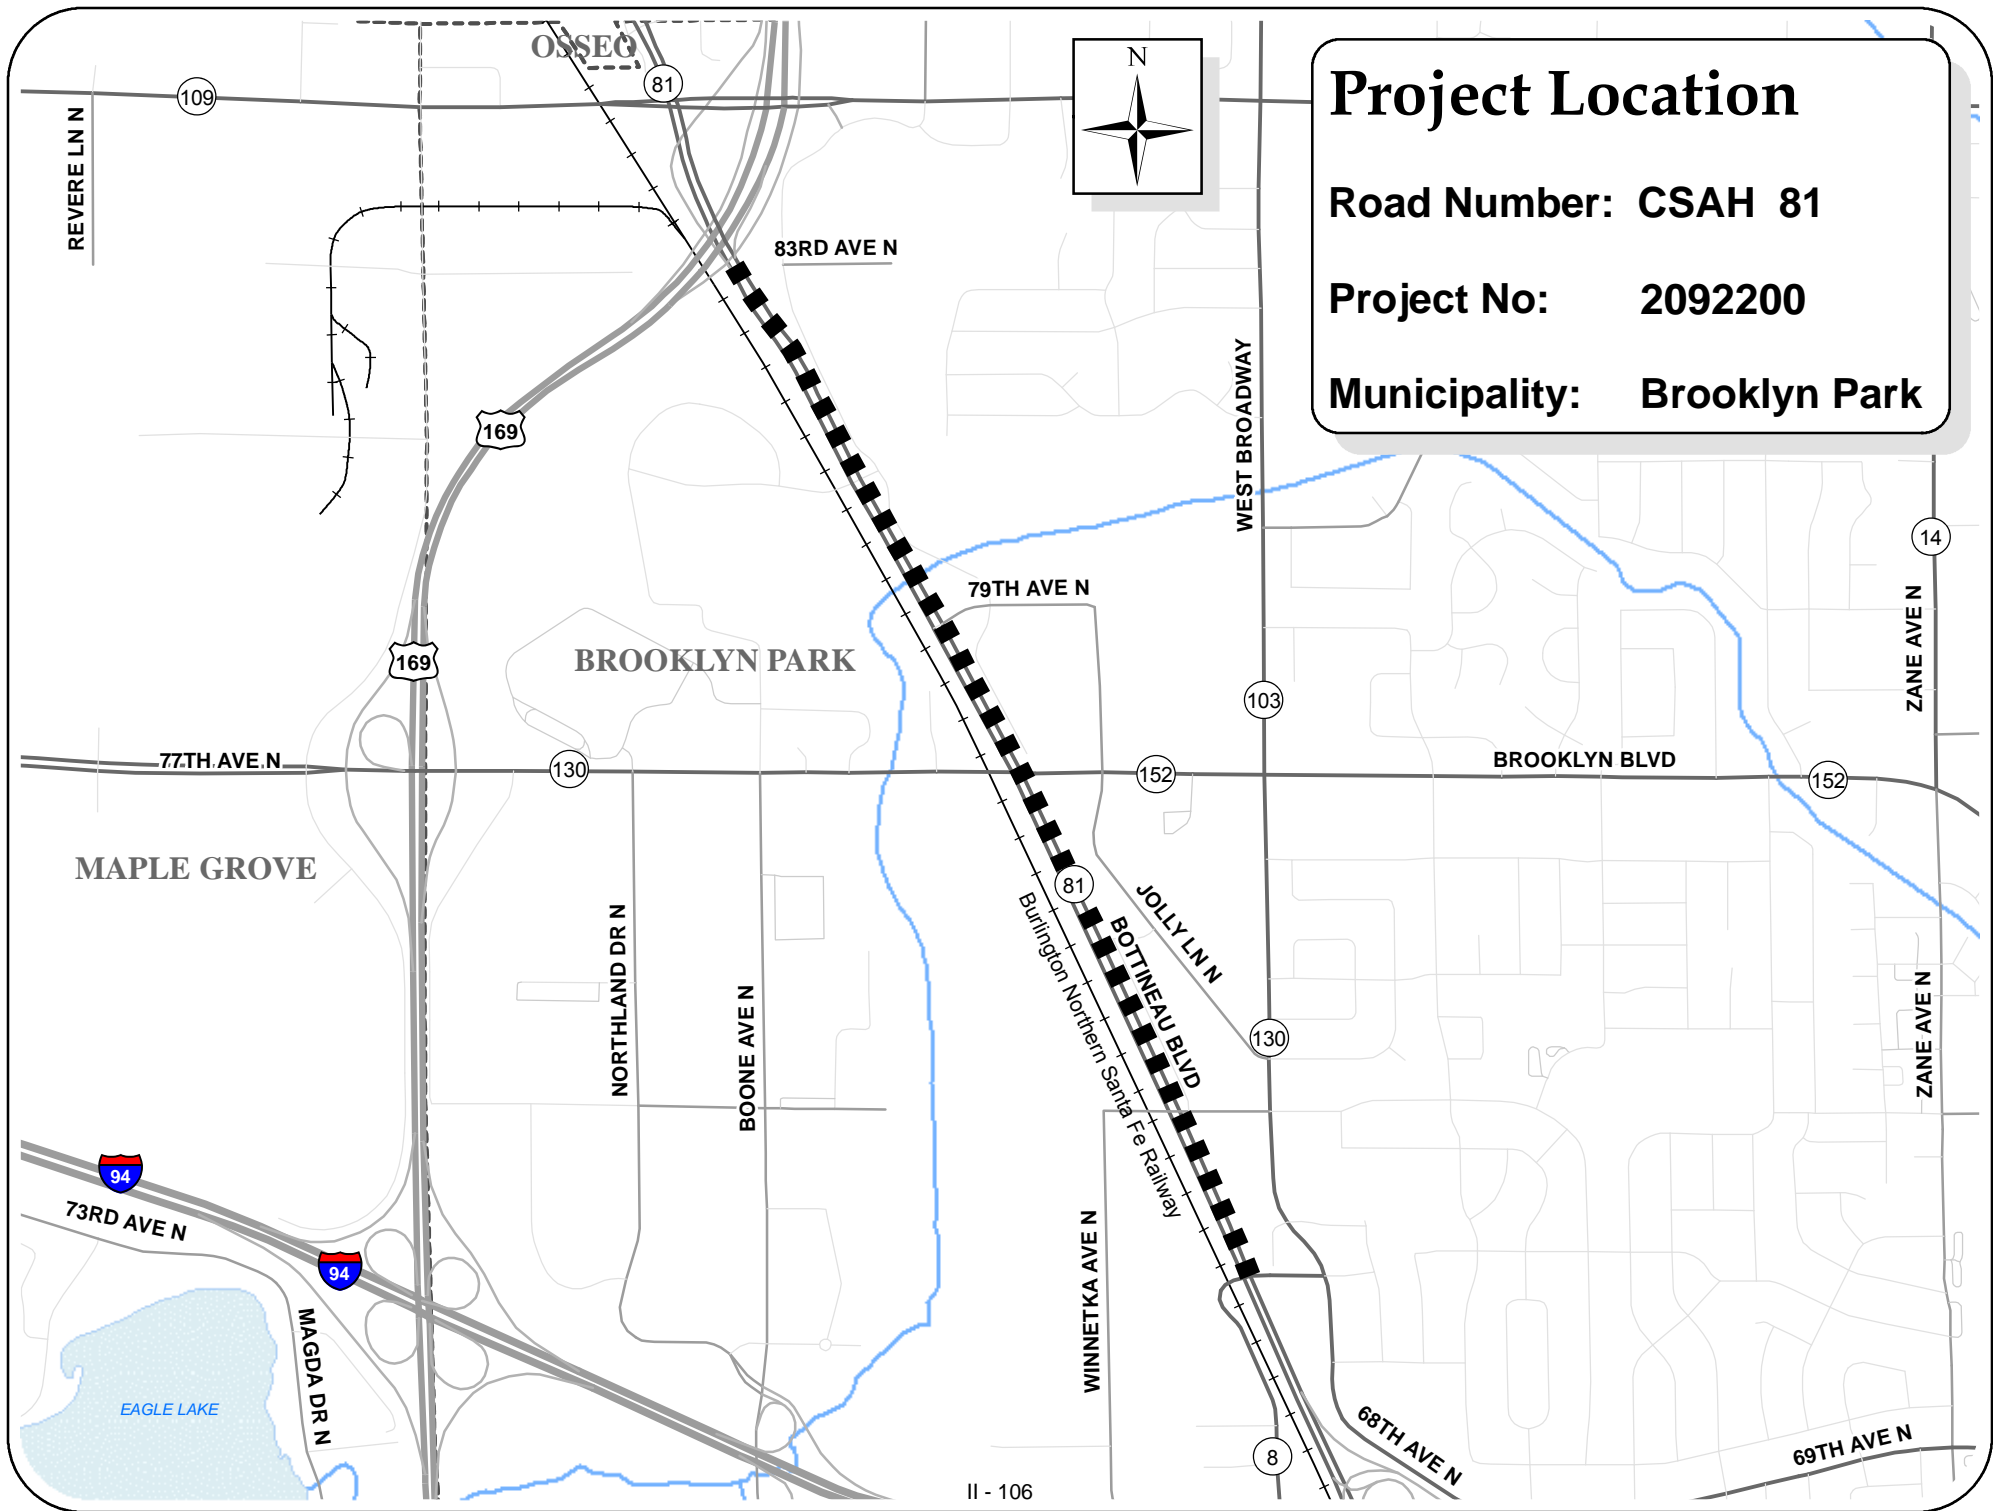 OSSEO
81
N
109
REVERE LN N
Project Location
Road Number: CSAH 81
Project No: 2092200
Municipality: Brooklyn Park
83RD AVE N
169
WEST BROADWAY
14
79TH AVE N
BROOKLYN PARK
169
103
ZANE AVE N
77TH AVE N
130
152
BROOKLYN BLVD
152
MAPLE GROVE
81
JOLLY LN N
BOTTINEAU BLVD
Burlington Northern Santa Fe Railway
NORTHLAND DR N
BOONE AVE N
130
ZANE AVE N
94
73RD AVE N
94
WINNETKA AVE N
MAGDA DR N
EAGLE LAKE
8
68TH AVE N
69TH AVE N
II - 106